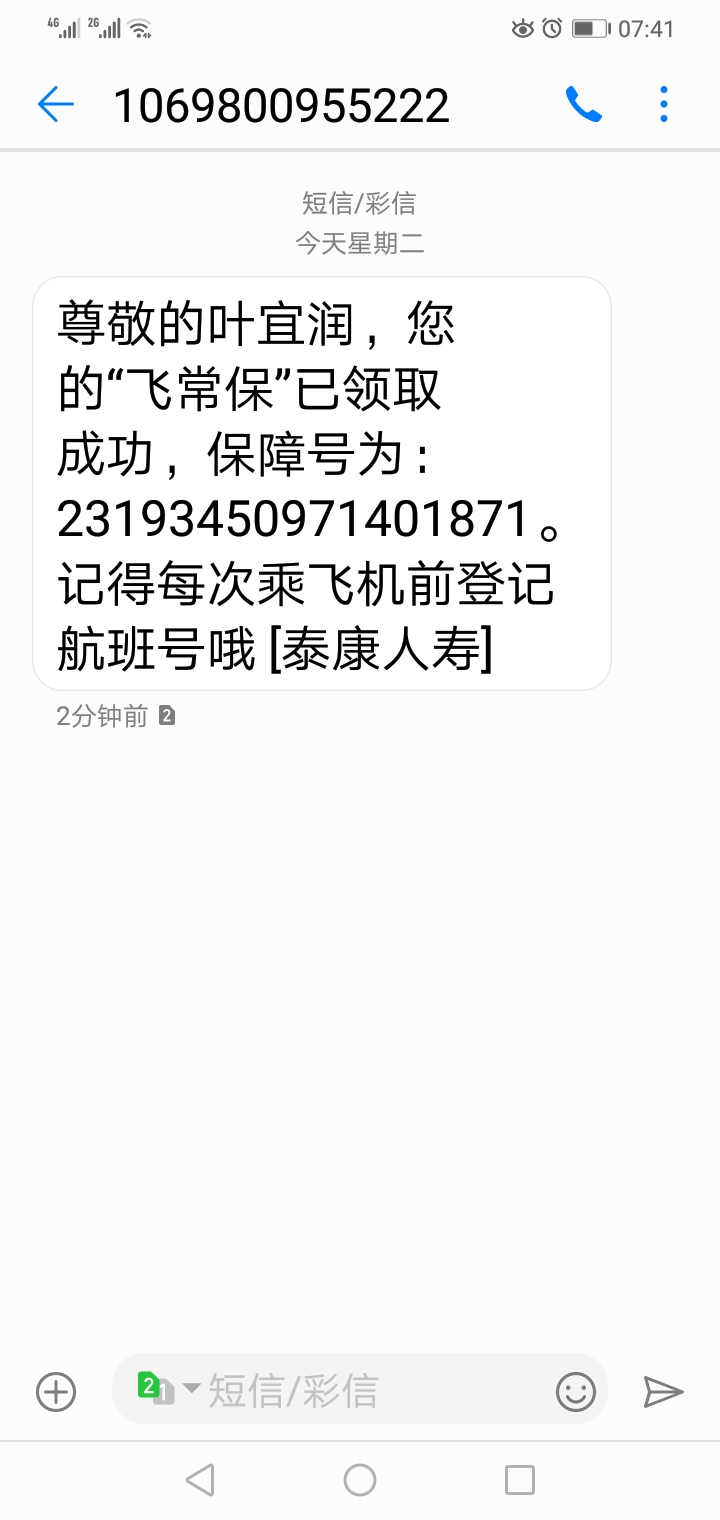 4G 2G 07:41
1069800955222
短信/彩信
今天星期二
尊敬的叶宜润，您
的“飞常保”已领取
成功，保障号为：
23193450971401871。
记得每次乘飞机前登记
航班号哦 [泰康人寿]
2分钟前 2
2 1 短信/彩信